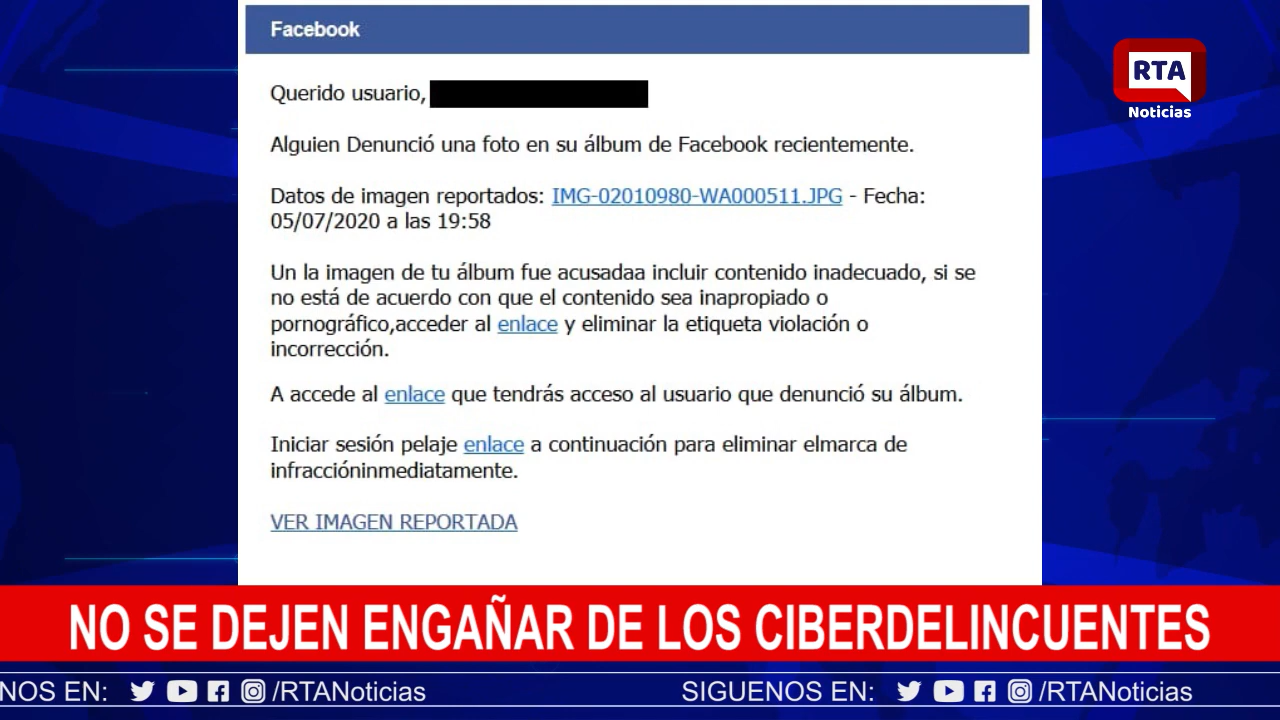 Facebook
RTA
Noticias
Querido usuario,
Alguien Denunció una foto en su álbum de Facebook recientemente.
Datos de imagen reportados: IMG-02010980-WA000511.JPG - Fecha:
05/07/2020 a las 19:58
Un la imagen de tu álbum fue acusadaa incluir contenido inadecuado, si se
no está de acuerdo con que el contenido sea inapropiado o
pornográfico,acceder al enlace y eliminar la etiqueta violación o
incorrección.
A accede al enlace que tendrás acceso al usuario que denunció su álbum.
Iniciar sesión pelaje enlace a continuación para eliminar elmarca de
infraccióninmediatamente.
VER IMAGEN REPORTADA
NO SE DEJEN ENGAÑAR DE LOS CIBERDELINCUENTES
NOS EN: /RTANoticias SIGUENOS EN: /RTANoticias